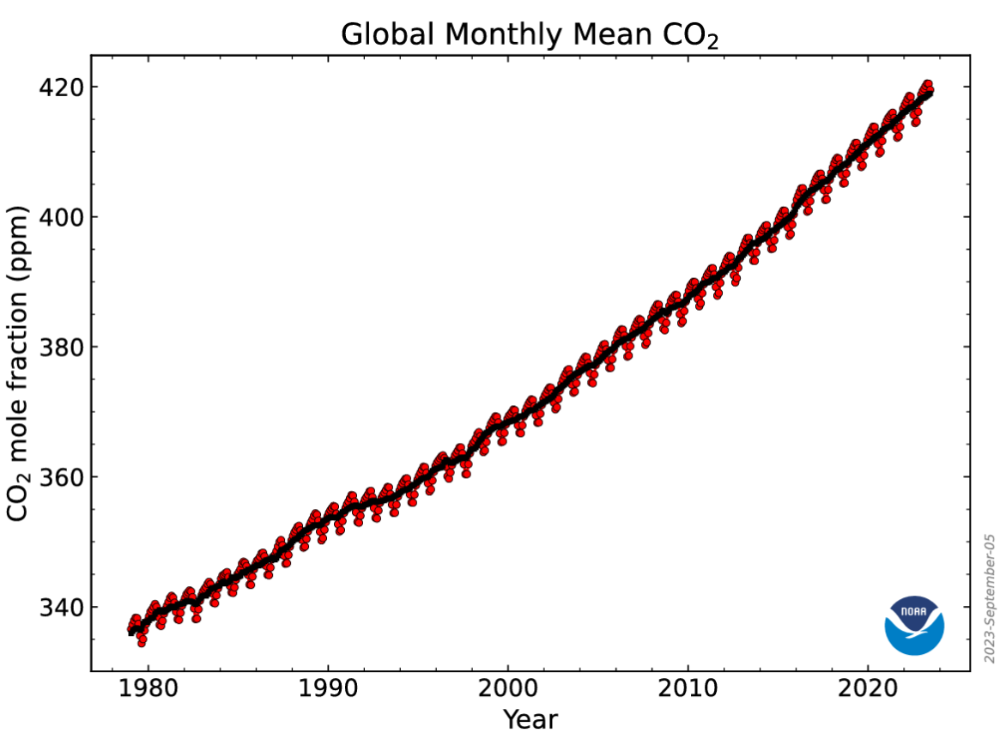 Global Monthly Mean CO₂
CO₂ mole fraction (ppm)
420
400
380
360
340
1980 1990 2000 2010 2020
Year
NOAA
2023-September-05